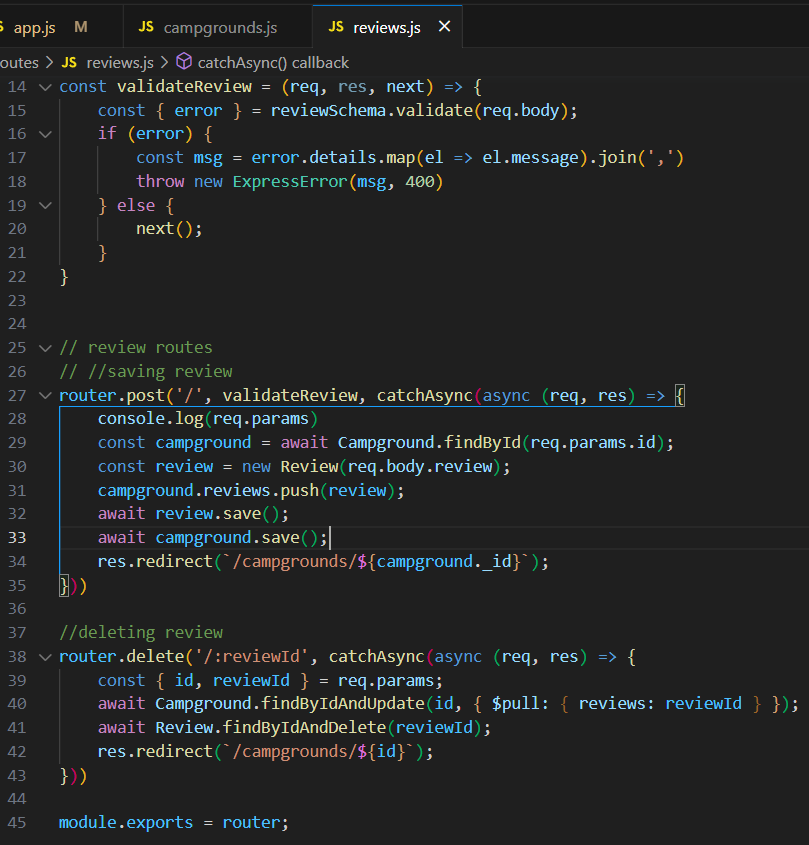 app.js M JS campgrounds.js JS reviews.js
outes > JS reviews.js > catchAsync() callback
14 const validateReview = (req, res, next) => {
15     const { error } = reviewSchema.validate(req.body);
16     if (error) {
17         const msg = error.details.map(el => el.message).join(',')
18         throw new ExpressError(msg, 400)
19     } else {
20         next();
21     }
22 }
23
24
25 // review routes
26 // //saving review
27 router.post('/', validateReview, catchAsync(async (req, res) => {
28     console.log(req.params)
29     const campground = await Campground.findById(req.params.id);
30     const review = new Review(req.body.review);
31     campground.reviews.push(review);
32     await review.save();
33     await campground.save();
34     res.redirect(`/campgrounds/${campground._id}`);
35 }))
36
37 //deleting review
38 router.delete('/:reviewId', catchAsync(async (req, res) => {
39     const { id, reviewId } = req.params;
40     await Campground.findByIdAndUpdate(id, { $pull: { reviews: reviewId } });
41     await Review.findByIdAndDelete(reviewId);
42     res.redirect(`/campgrounds/${id}`);
43 }))
44
45 module.exports = router;